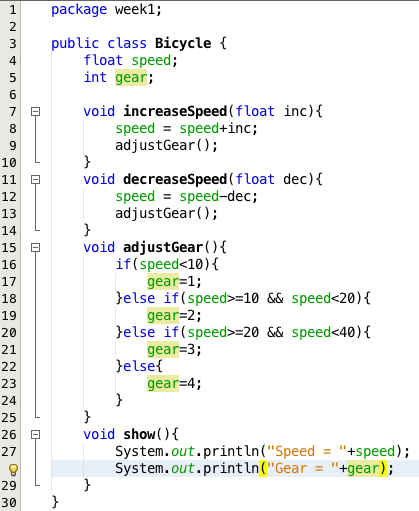 1 package week1;
2
3 public class Bicycle {
4     float speed;
5     int gear;
6
7     void increaseSpeed(float inc){
8         speed = speed+inc;
9         adjustGear();
10     }
11     void decreaseSpeed(float dec){
12         speed = speed-dec;
13         adjustGear();
14     }
15     void adjustGear(){
16         if(speed<10){
17             gear=1;
18         }else if(speed>=10 && speed<20){
19             gear=2;
20         }else if(speed>=20 && speed<40){
21             gear=3;
22         }else{
23             gear=4;
24         }
25     }
26     void show(){
27         System.out.println("Speed = "+speed);
        System.out.println("Gear = "+gear);
29     }
30 }